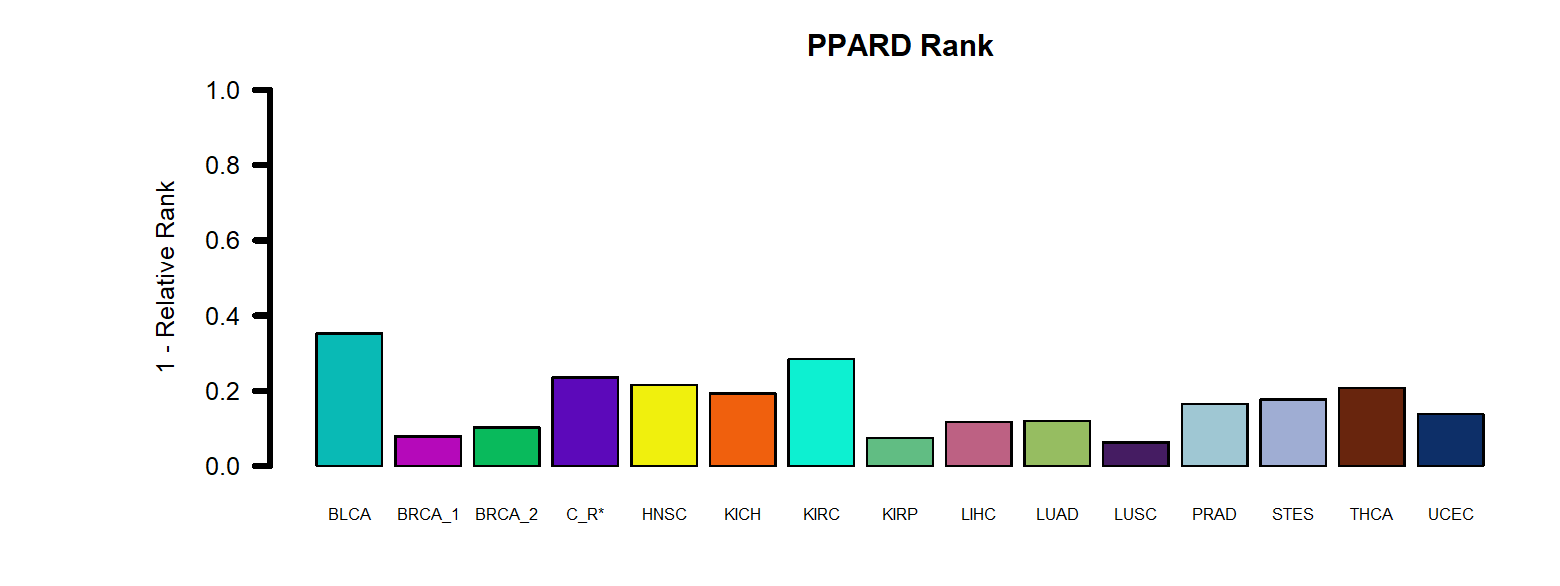 PPARD Rank
1 - Relative Rank
1.0
0.8
0.6
0.4
0.2
0.0
BLCA BRCA_1 BRCA_2 C_R* HNSC KICH KIRC KIRP LIHC LUAD LUSC PRAD STES THCA UCEC